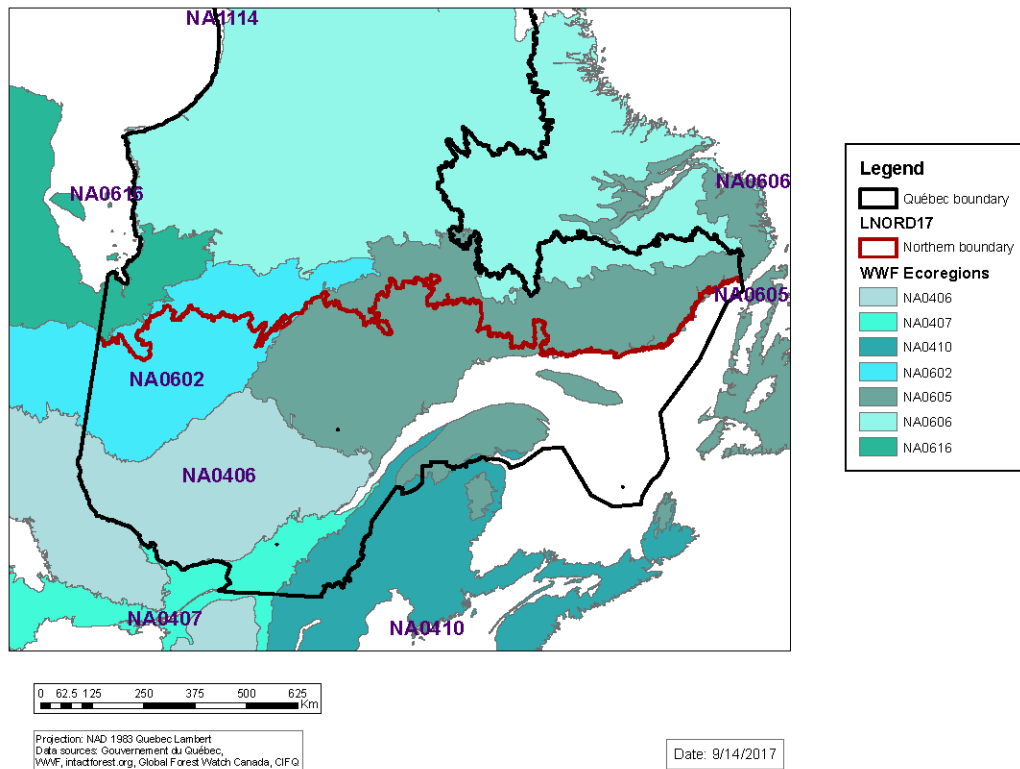 NA1114
NA0616
NA0606
NA0605
NA0602
NA0406
NA0407
NA0410
Legend
Québec boundary
LNORD17
Northern boundary
WWF Ecoregions
NA0406
NA0407
NA0410
NA0602
NA0605
NA0606
NA0616
0 62.5 125 250 375 500 625
Km
Projection: NAD 1983 Quebec Lambert
Data sources: Gouvernement du Québec,
WWF, intactforest.org, Global Forest Watch Canada, CIFQ
Date: 9/14/2017